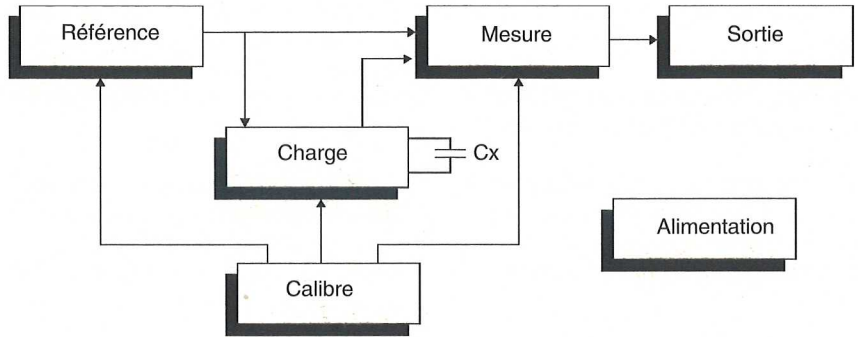 Référence
Mesure
Sortie
Charge
Cx
Alimentation
Calibre